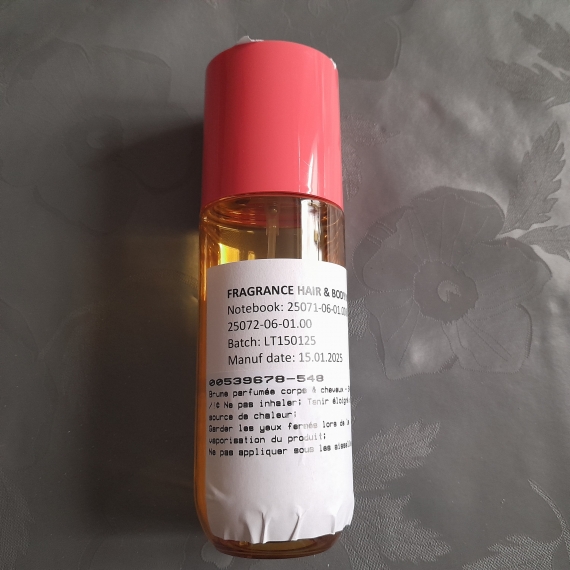 FRAGRANCE HAIR & BODY
Notebook: 25071-06-01.00
25072-06-01.00
Batch: LT150125
Manuf date: 15.01.2025
00539678-548
Brume parfumée corps & cheveux -
Ne pas inhaler; Tenir éloigné
source de chaleur;
Garder les yeux fermés lors de la
vaporisation du produit;
Ne pas appliquer sous les